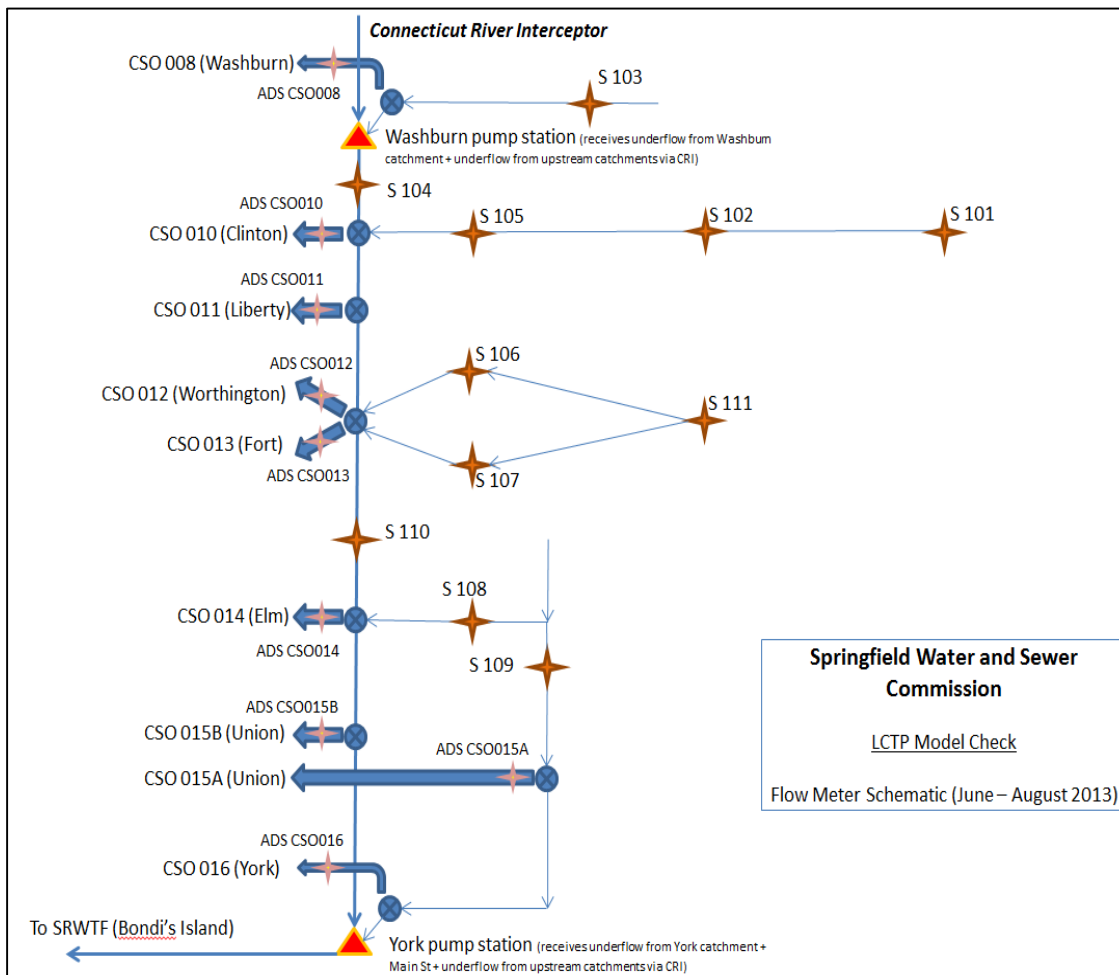 Connecticut River Interceptor
CSO 008 (Washburn)
S 103
ADS CSO008
Washburn pump station (receives underflow from Washburn
catchment + underflow from upstream catchments via CRI)
S 104
ADS CSO010
S 105
S 102
S 101
CSO 010 (Clinton)
ADS CSO011
CSO 011 (Liberty)
ADS CSO012
S 106
CSO 012 (Worthington)
S 111
CSO 013 (Fort)
ADS CSO013
S 107
S 110
S 108
CSO 014 (Elm)
ADS CSO014
S 109
Springfield Water and Sewer
Commission
LCTP Model Check
Flow Meter Schematic (June – August 2013)
ADS CSO015B
CSO 015B (Union)
ADS CSO015A
CSO 015A (Union)
ADS CSO016
CSO 016 (York)
To SRWTF (Bondi's Island)
York pump station (receives underflow from York catchment +
Main St + underflow from upstream catchments via CRI)